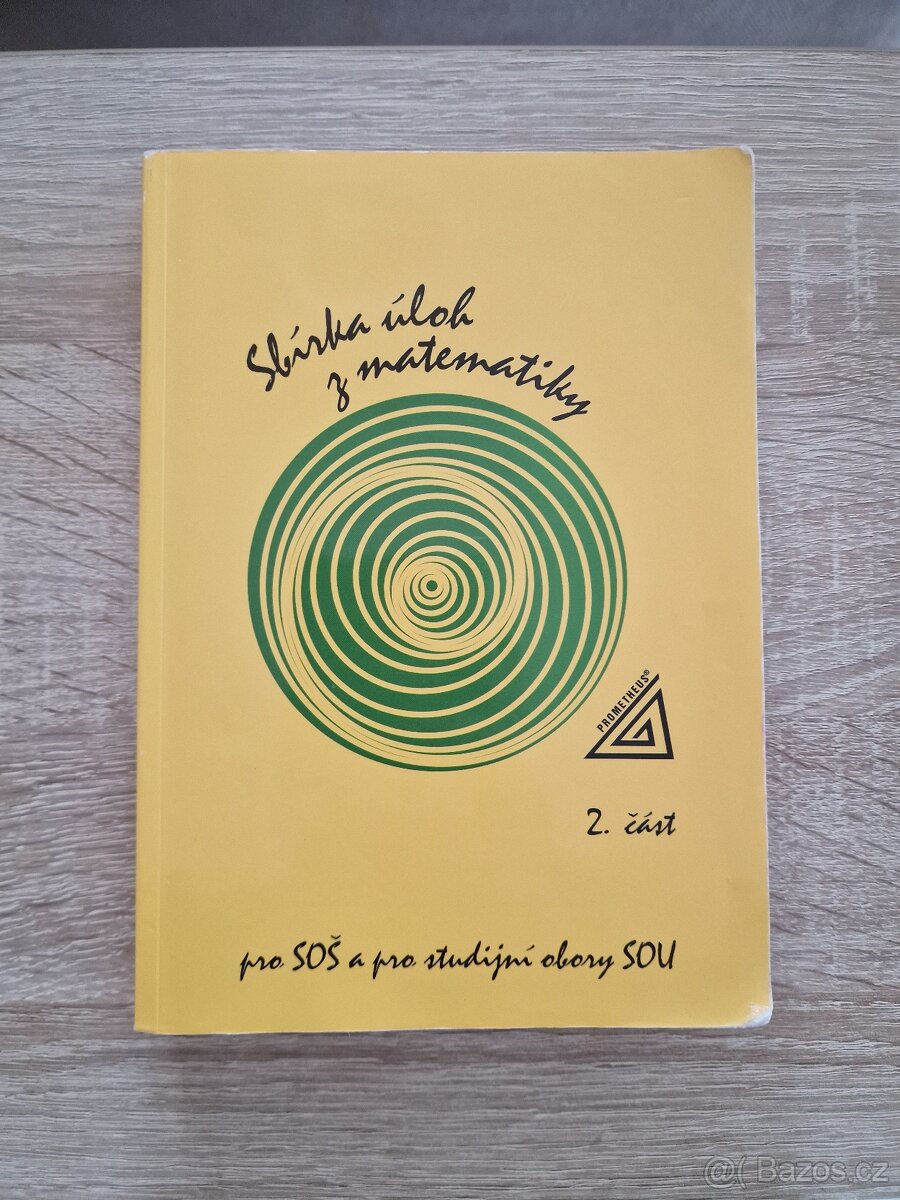 Sbírka úloh
z matematiky
PROMETHEUS®
2. část
pro SOŠ a pro studijní obory SOU
@( Bazos.cz